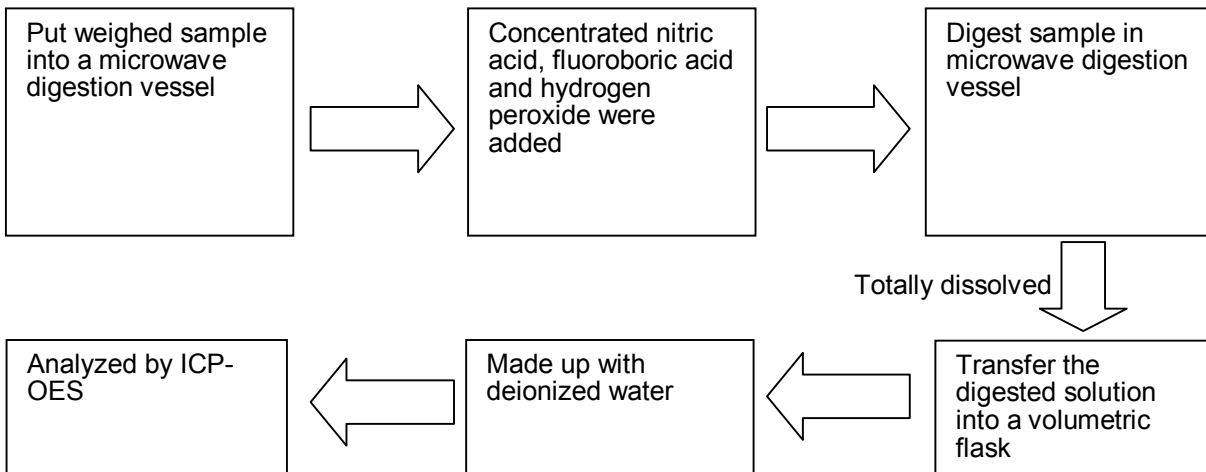 Put weighed sample
into a microwave
digestion vessel
Concentrated nitric
acid, fluoroboric acid
and hydrogen
peroxide were
added
Digest sample in
microwave digestion
vessel
Totally dissolved
Transfer the
digested solution
into a volumetric
flask
Made up with
deionized water
Analyzed by ICP-
OES